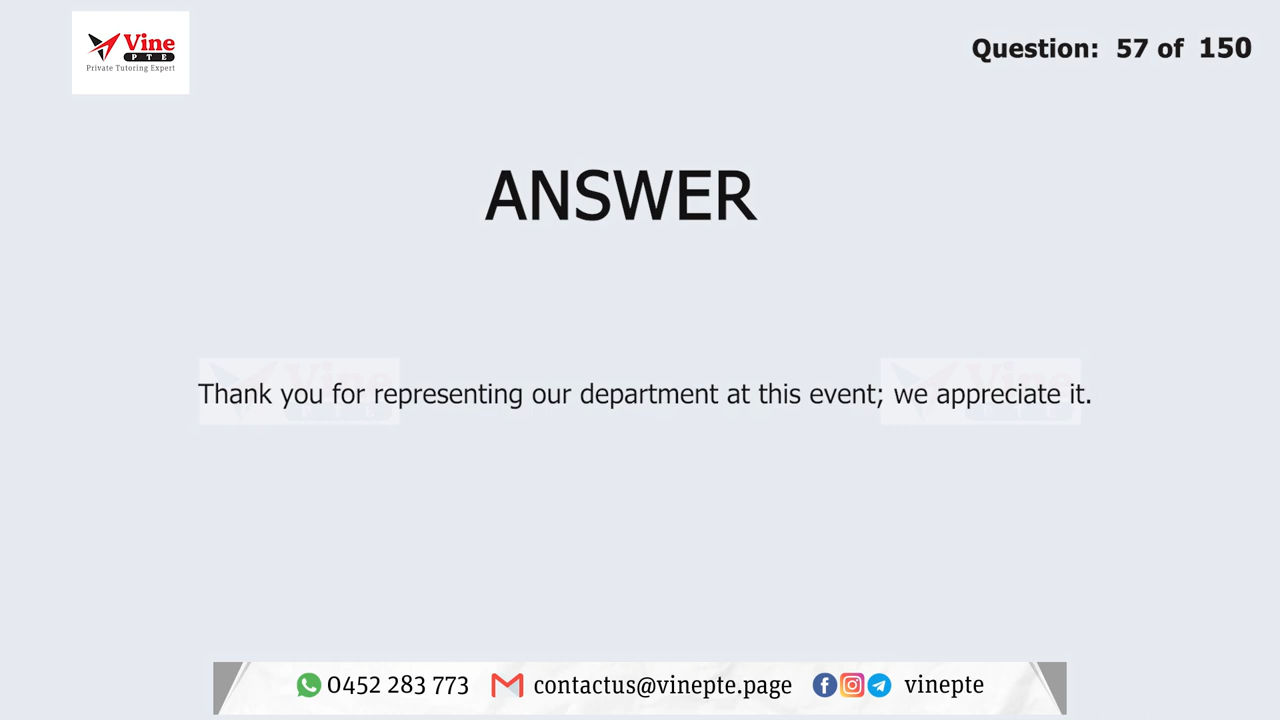 Vine
PTE
Private Tutoring Expert
Question: 57 of 150
ANSWER
Thank you for representing our department at this event; we appreciate it.
0452 283 773 contactus@vinepte.page vinepte